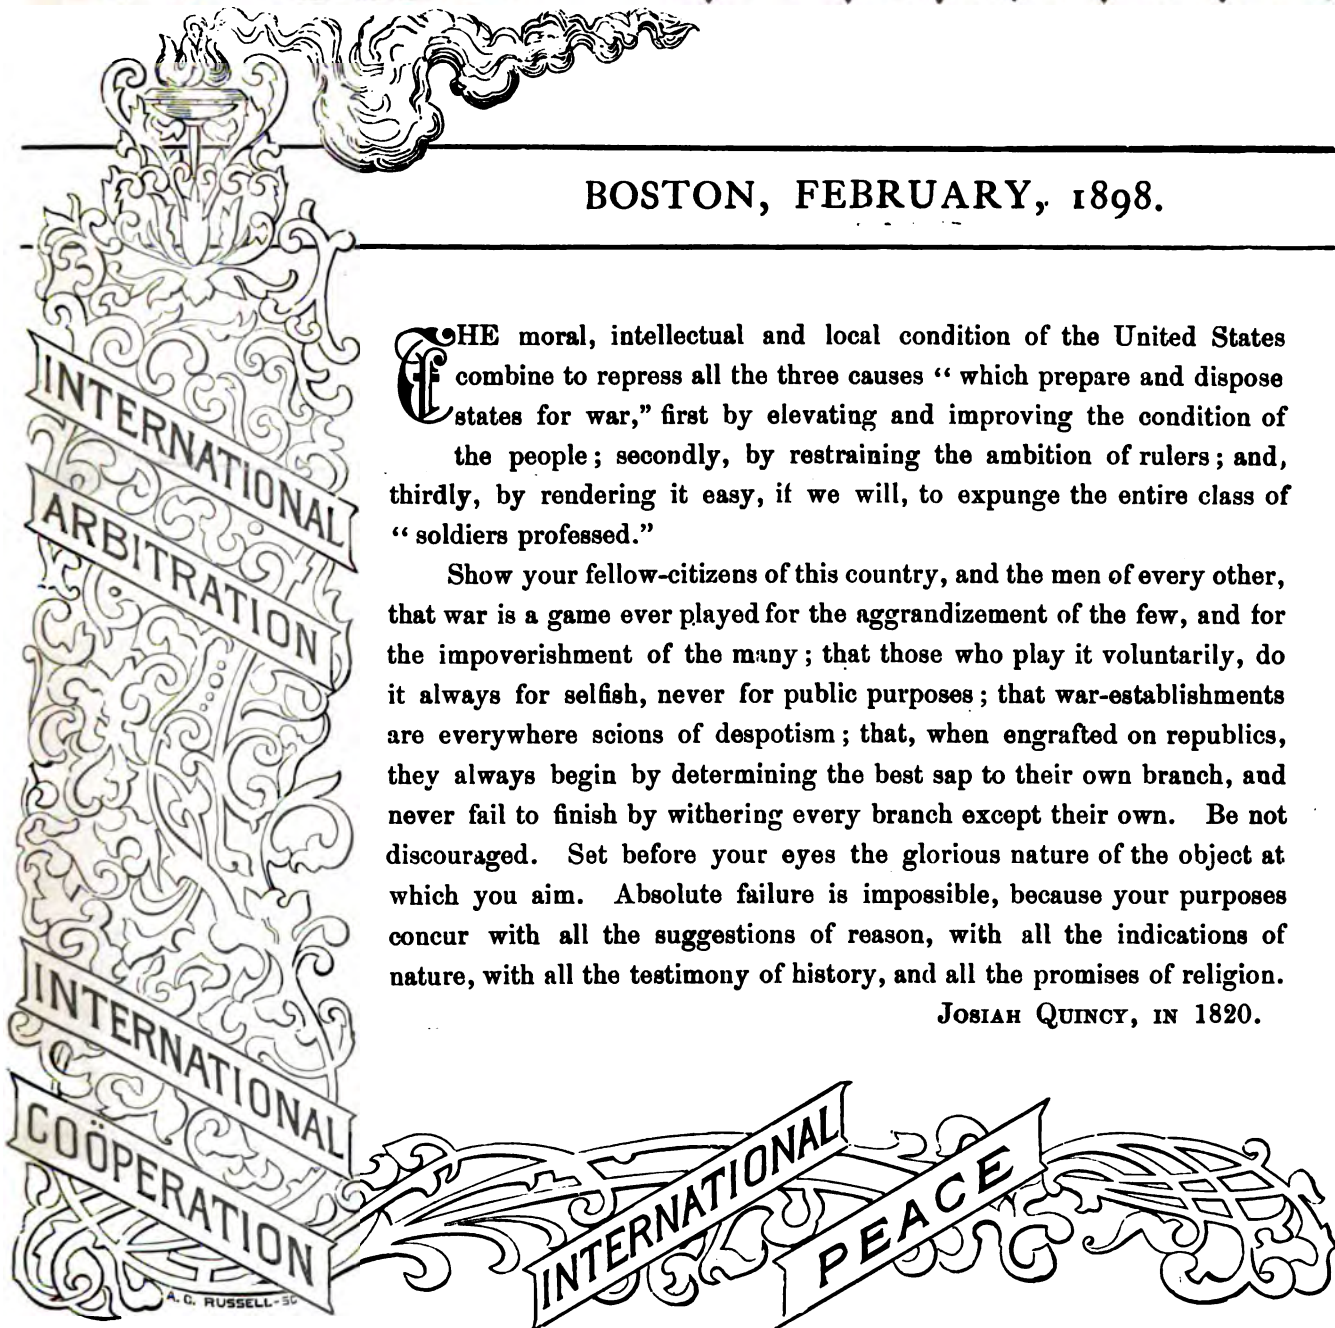 BOSTON, FEBRUARY, 1898.
THE moral, intellectual and local condition of the United States
combine to repress all the three causes “ which prepare and dispose
states for war,” first by elevating and improving the condition of
the people ; secondly, by restraining the ambition of rulers ; and,
thirdly, by rendering it easy, if we will, to expunge the entire class of
“ soldiers professed.”
Show your fellow-citizens of this country, and the men of every other,
that war is a game ever played for the aggrandizement of the few, and for
the impoverishment of the many ; that those who play it voluntarily, do
it always for selfish, never for public purposes ; that war-establishments
are everywhere scions of despotism ; that, when engrafted on republics,
they always begin by determining the best sap to their own branch, and
never fail to finish by withering every branch except their own. Be not
discouraged. Set before your eyes the glorious nature of the object at
which you aim. Absolute failure is impossible, because your purposes
concur with all the suggestions of reason, with all the indications of
nature, with all the testimony of history, and all the promises of religion.
JOSIAH QUINCY, IN 1820.
INTERNATIONAL
ARBITRATION
INTERNATIONAL
COÖPERATION
INTERNATIONAL
PEACE
A. C. RUSSELL-SC